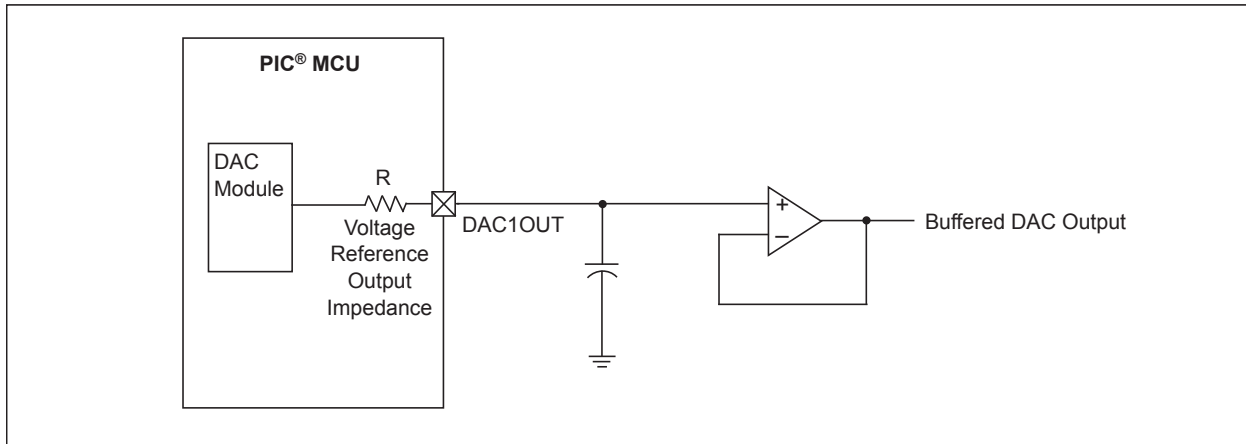 PIC® MCU
DAC
Module
R
Voltage
Reference
Output
Impedance
DAC1OUT
+
–
Buffered DAC Output